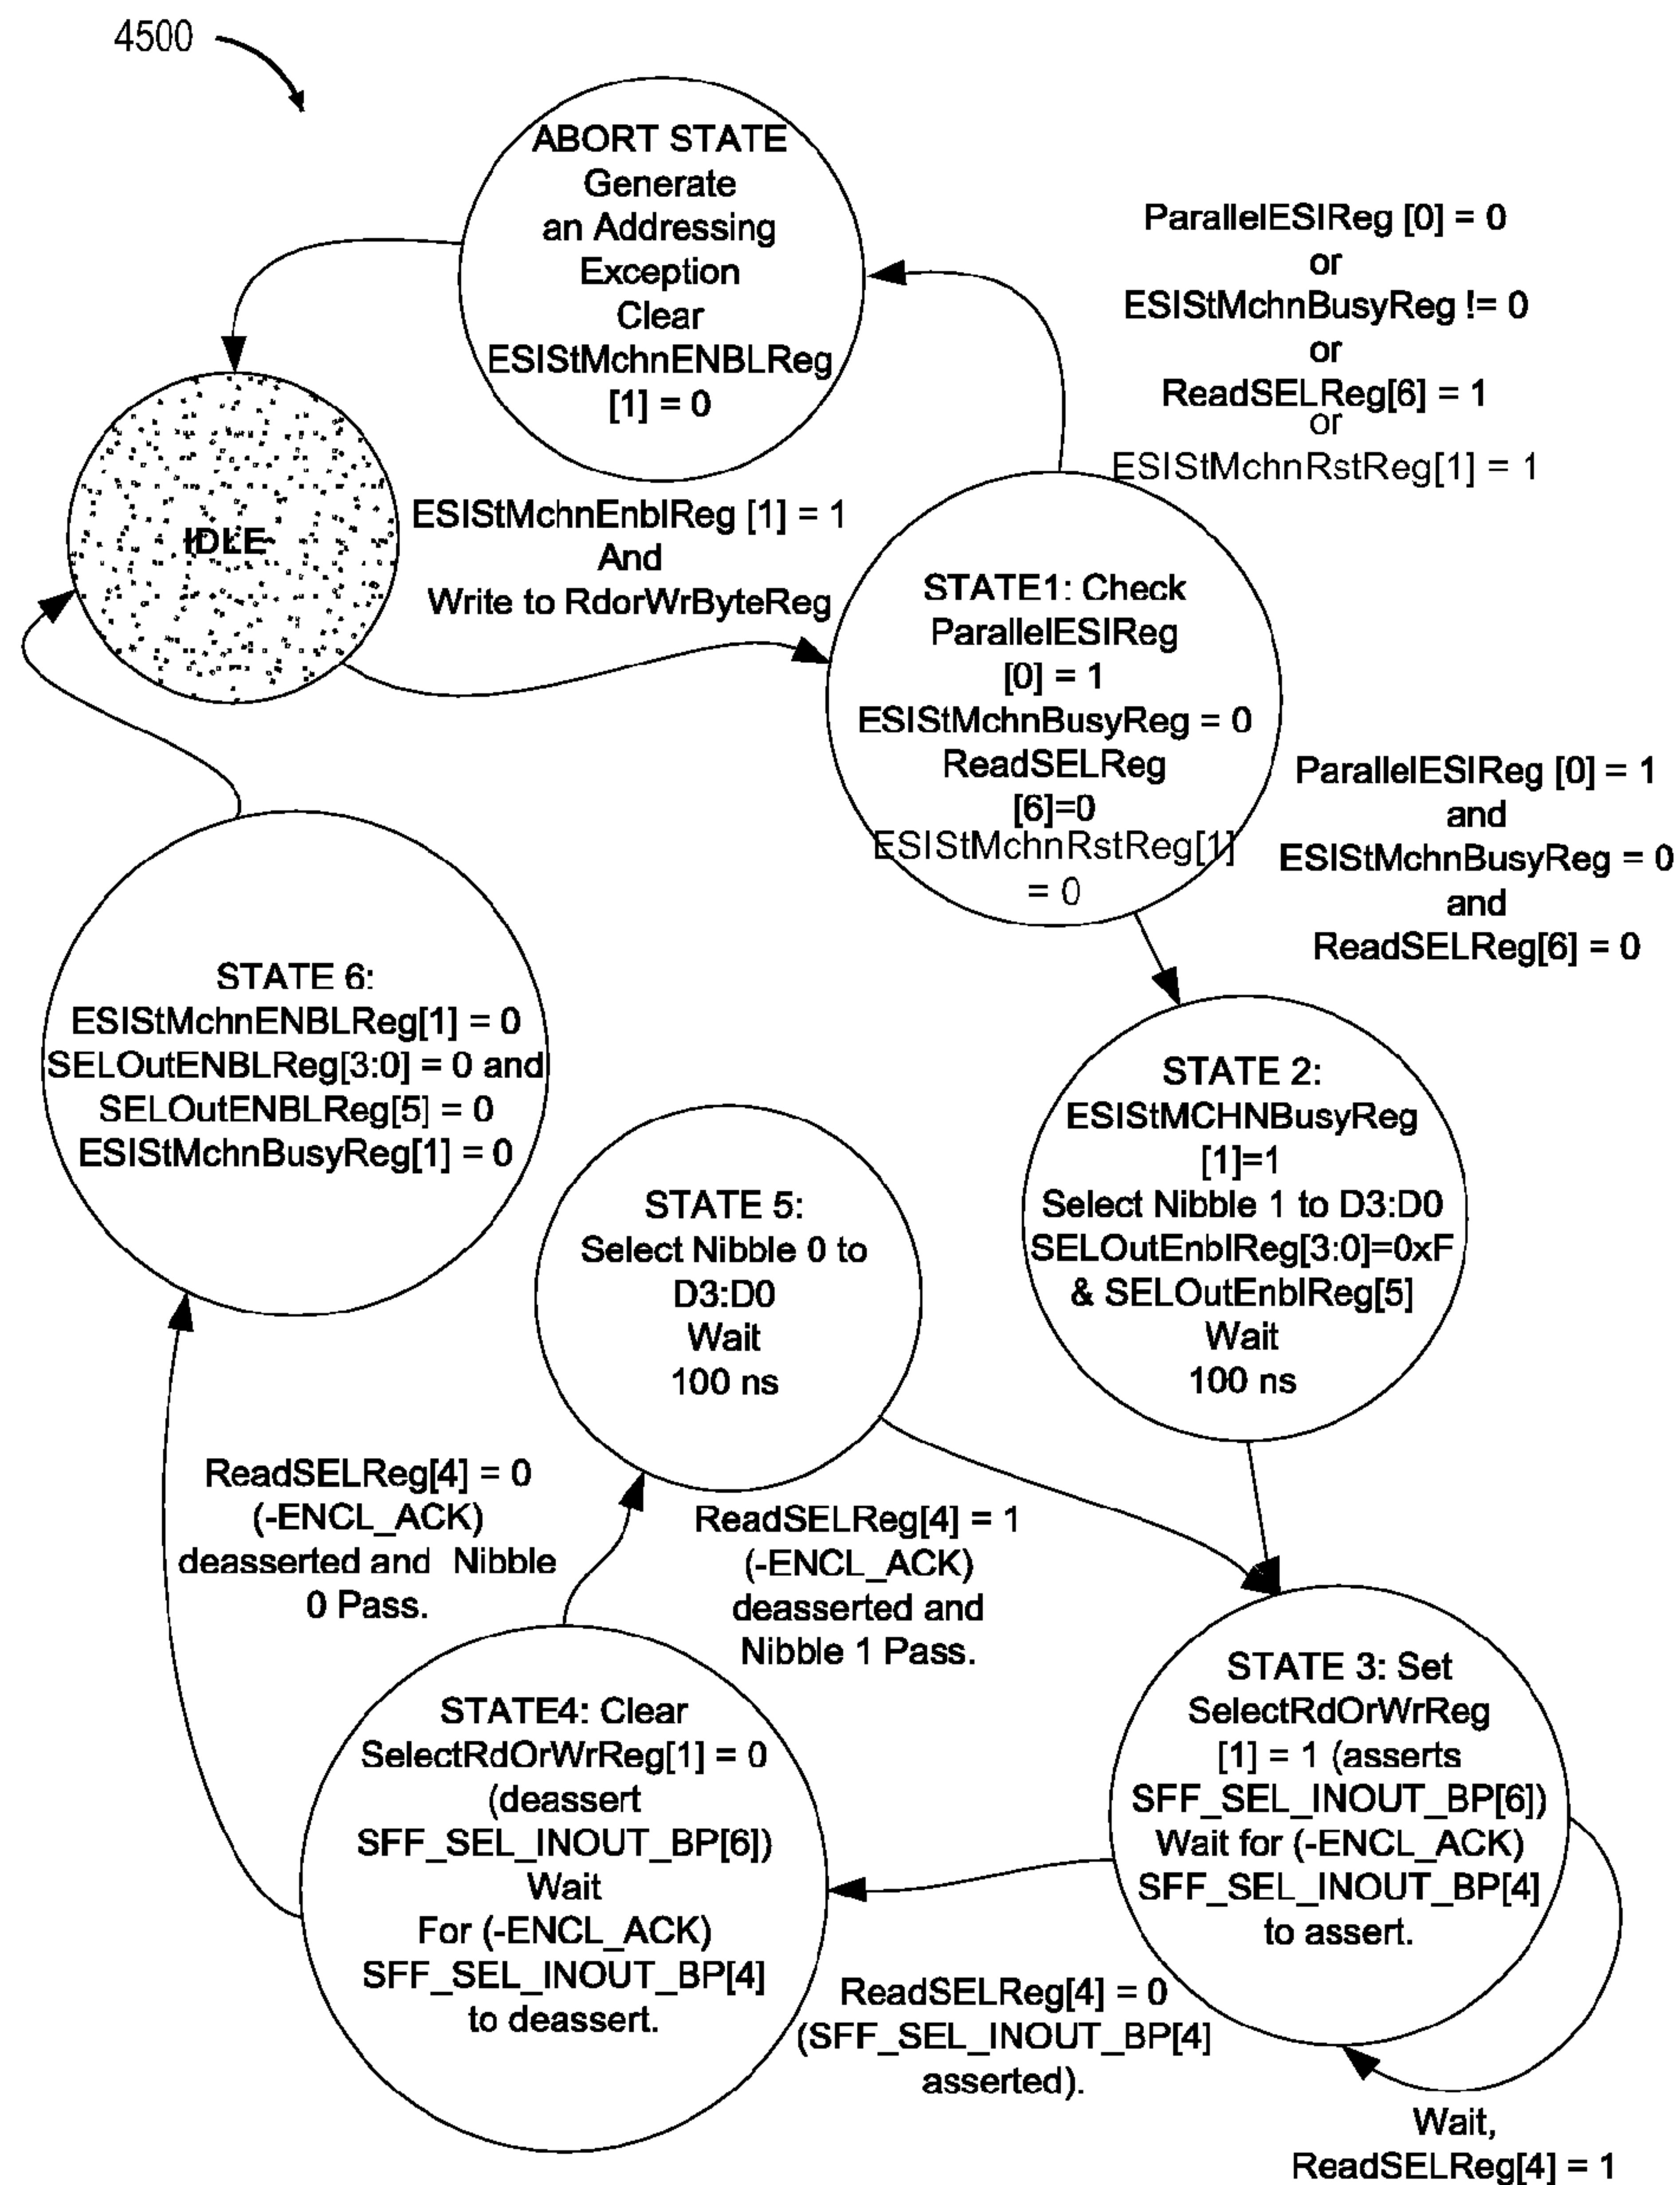 4500
ABORT STATE
Generate
an Addressing
Exception
Clear
ESIStMchnENBLReg
[1] = 0
ParallelESIReg [0] = 0
or
ESIStMchnBusyReg != 0
or
ReadSELReg[6] = 1
or
ESIStMchnRstReg[1] = 1
IDLE
ESIStMchnEnblReg [1] = 1
And
Write to RdorWrByteReg
STATE1: Check
ParallelESIReg
[0] = 1
ESIStMchnBusyReg = 0
ReadSELReg
[6]=0
ESIStMchnRstReg[1]
= 0
ParallelESIReg [0] = 1
and
ESIStMchnBusyReg = 0
and
ReadSELReg[6] = 0
STATE 6:
ESIStMchnENBLReg[1] = 0
SELOutENBLReg[3:0] = 0 and
SELOutENBLReg[5] = 0
ESIStMchnBusyReg[1] = 0
STATE 2:
ESIStMCHNBusyReg
[1]=1
Select Nibble 1 to D3:D0
SELOutEnblReg[3:0]=0xF
& SELOutEnblReg[5]
Wait
100 ns
STATE 5:
Select Nibble 0 to
D3:D0
Wait
100 ns
ReadSELReg[4] = 0
(-ENCL_ACK)
deasserted and Nibble
0 Pass.
ReadSELReg[4] = 1
(-ENCL_ACK)
deasserted and
Nibble 1 Pass.
STATE 3: Set
SelectRdOrWrReg
[1] = 1 (asserts
SFF_SEL_INOUT_BP[6])
Wait for (-ENCL_ACK)
SFF_SEL_INOUT_BP[4]
to assert.
STATE4: Clear
SelectRdOrWrReg[1] = 0
(deassert
SFF_SEL_INOUT_BP[6])
Wait
For (-ENCL_ACK)
SFF_SEL_INOUT_BP[4]
to deassert.
ReadSELReg[4] = 0
(SFF_SEL_INOUT_BP[4]
asserted).
Wait,
ReadSELReg[4] = 1